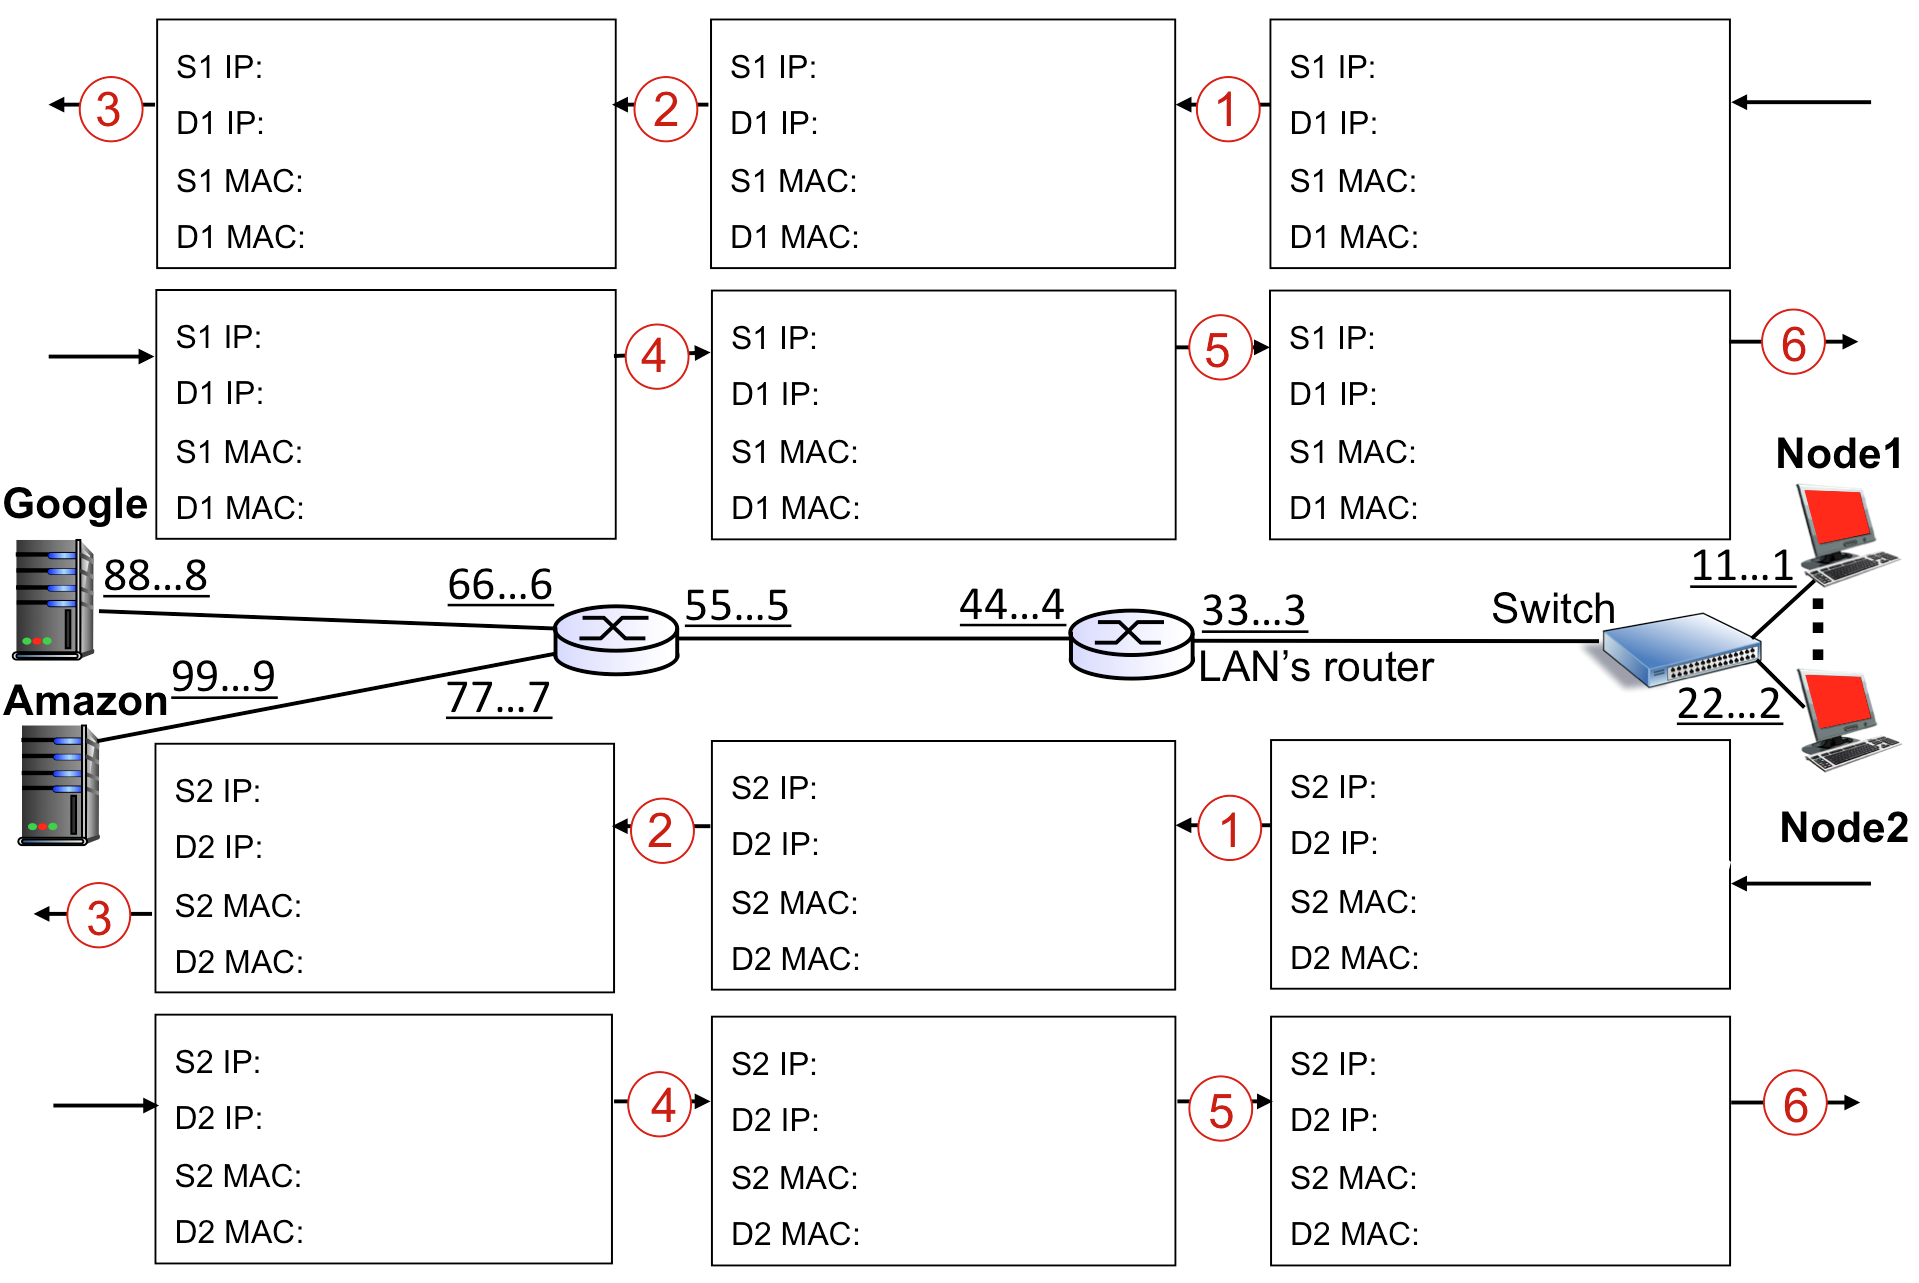 S1 IP:
D1 IP:
S1 MAC:
D1 MAC:
3
S1 IP:
D1 IP:
S1 MAC:
D1 MAC:
2
S1 IP:
D1 IP:
S1 MAC:
D1 MAC:
1
S1 IP:
D1 IP:
S1 MAC:
D1 MAC:
4
S1 IP:
D1 IP:
S1 MAC:
D1 MAC:
5
S1 IP:
D1 IP:
S1 MAC:
D1 MAC:
6
Node1
Google
88...8
66...6
55...5
44...4
33...3
LAN's router
Switch
11...1
22...2
Amazon
99...9
77...7
Node2
S2 IP:
D2 IP:
S2 MAC:
D2 MAC:
3
S2 IP:
D2 IP:
S2 MAC:
D2 MAC:
2
S2 IP:
D2 IP:
S2 MAC:
D2 MAC:
1
S2 IP:
D2 IP:
S2 MAC:
D2 MAC:
4
S2 IP:
D2 IP:
S2 MAC:
D2 MAC:
5
S2 IP:
D2 IP:
S2 MAC:
D2 MAC:
6